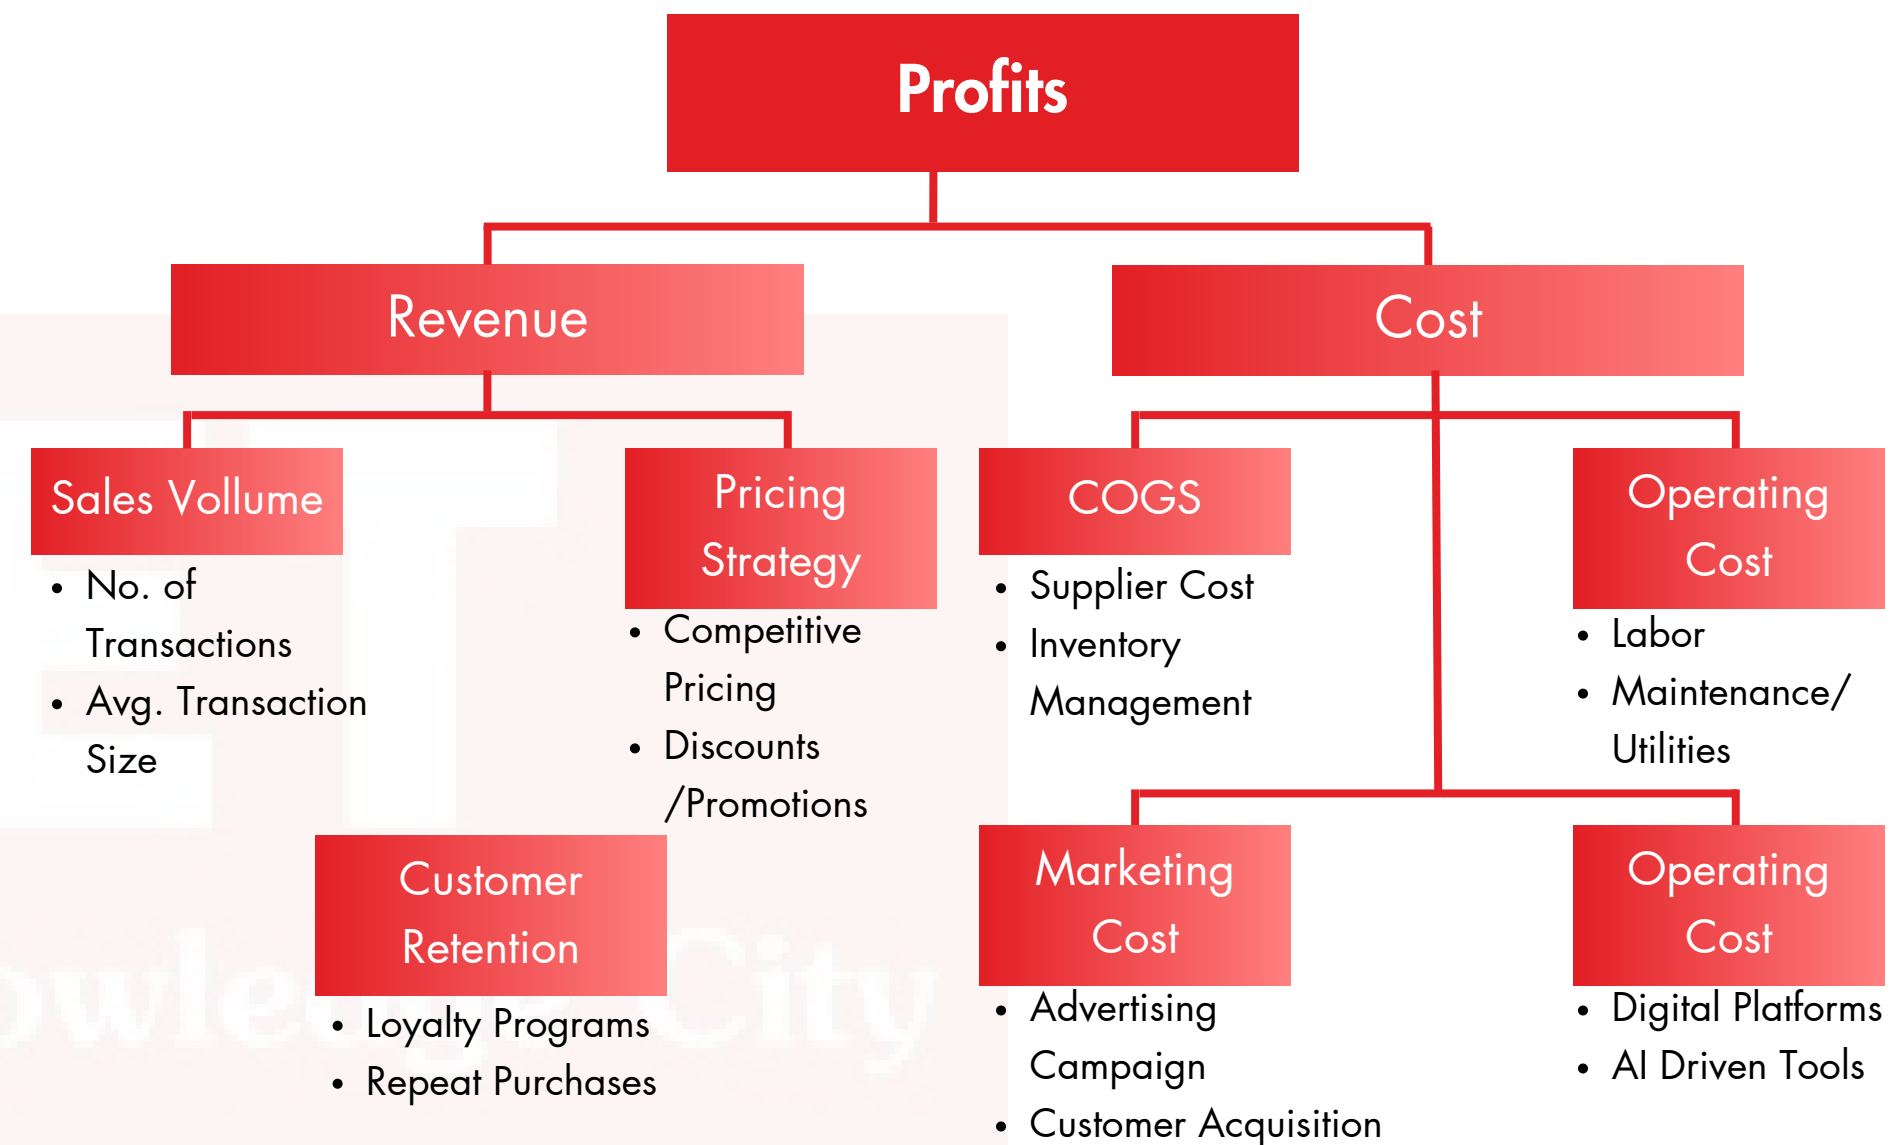 Profits
Revenue
Cost
Sales Vollume
• No. of
Transactions
• Avg. Transaction
Size
Pricing
Strategy
• Competitive
Pricing
• Discounts
/Promotions
Customer
Retention
• Loyalty Programs
• Repeat Purchases
COGS
• Supplier Cost
• Inventory
Management
Operating
Cost
• Labor
• Maintenance/
Utilities
Marketing
Cost
• Advertising
Campaign
• Customer Acquisition
Operating
Cost
• Digital Platforms
• AI Driven Tools
City